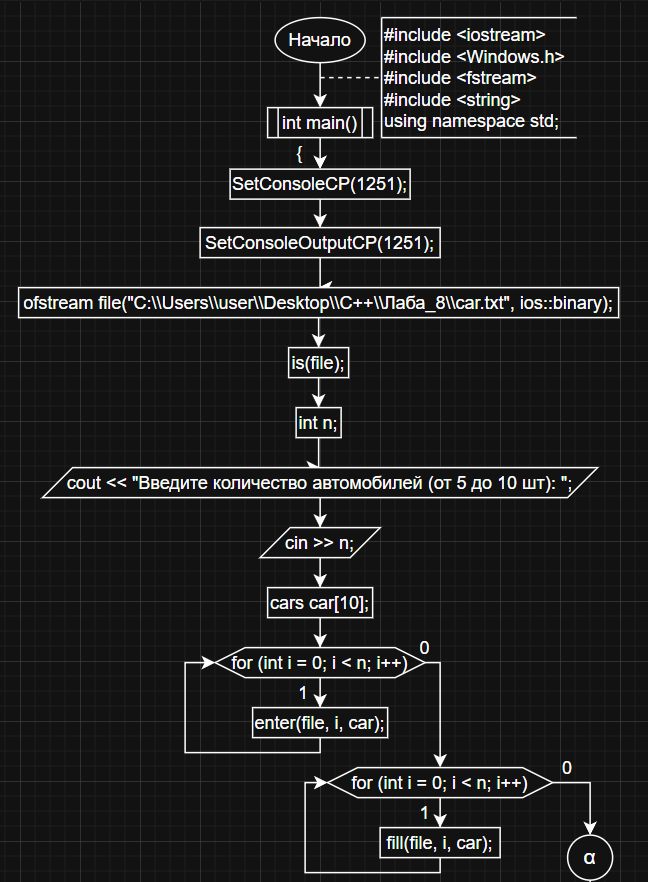 Начало
#include <iostream>
#include <Windows.h>
#include <fstream>
#include <string>
using namespace std;
int main()
{
SetConsoleCP(1251);
SetConsoleOutputCP(1251);
ofstream file("C:\\Users\\user\\Desktop\\C++\\Лаба_8\\car.txt", ios::binary);
is(file);
int n;
cout << "Введите количество автомобилей (от 5 до 10 шт): ";
cin >> n;
cars car[10];
for (int i = 0; i < n; i++)
0
1
enter(file, i, car);
for (int i = 0; i < n; i++)
0
1
fill(file, i, car);
α